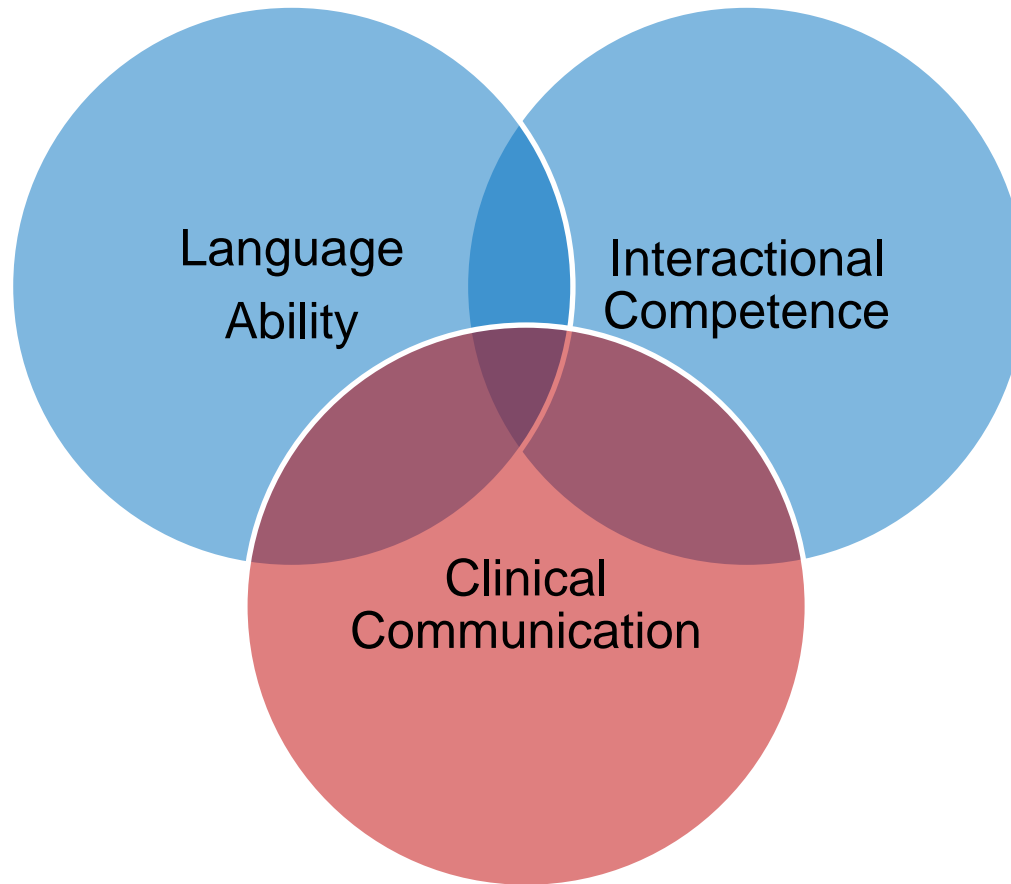 Language
Ability
Interactional
Competence
Clinical
Communication